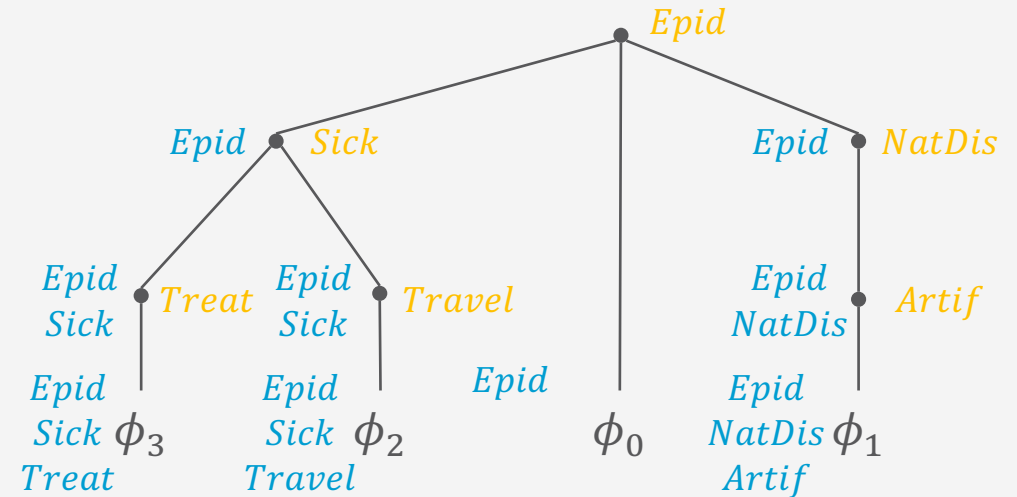 Epid
Epid Sick
Epid NatDis
Epid
Sick
Treat
Epid
Sick
Travel
Epid
NatDis
Artif
Epid
Sick
Treat
ϕ₃
Epid
Sick
Travel
ϕ₂
Epid
ϕ₀
Epid
NatDis
Artif
ϕ₁